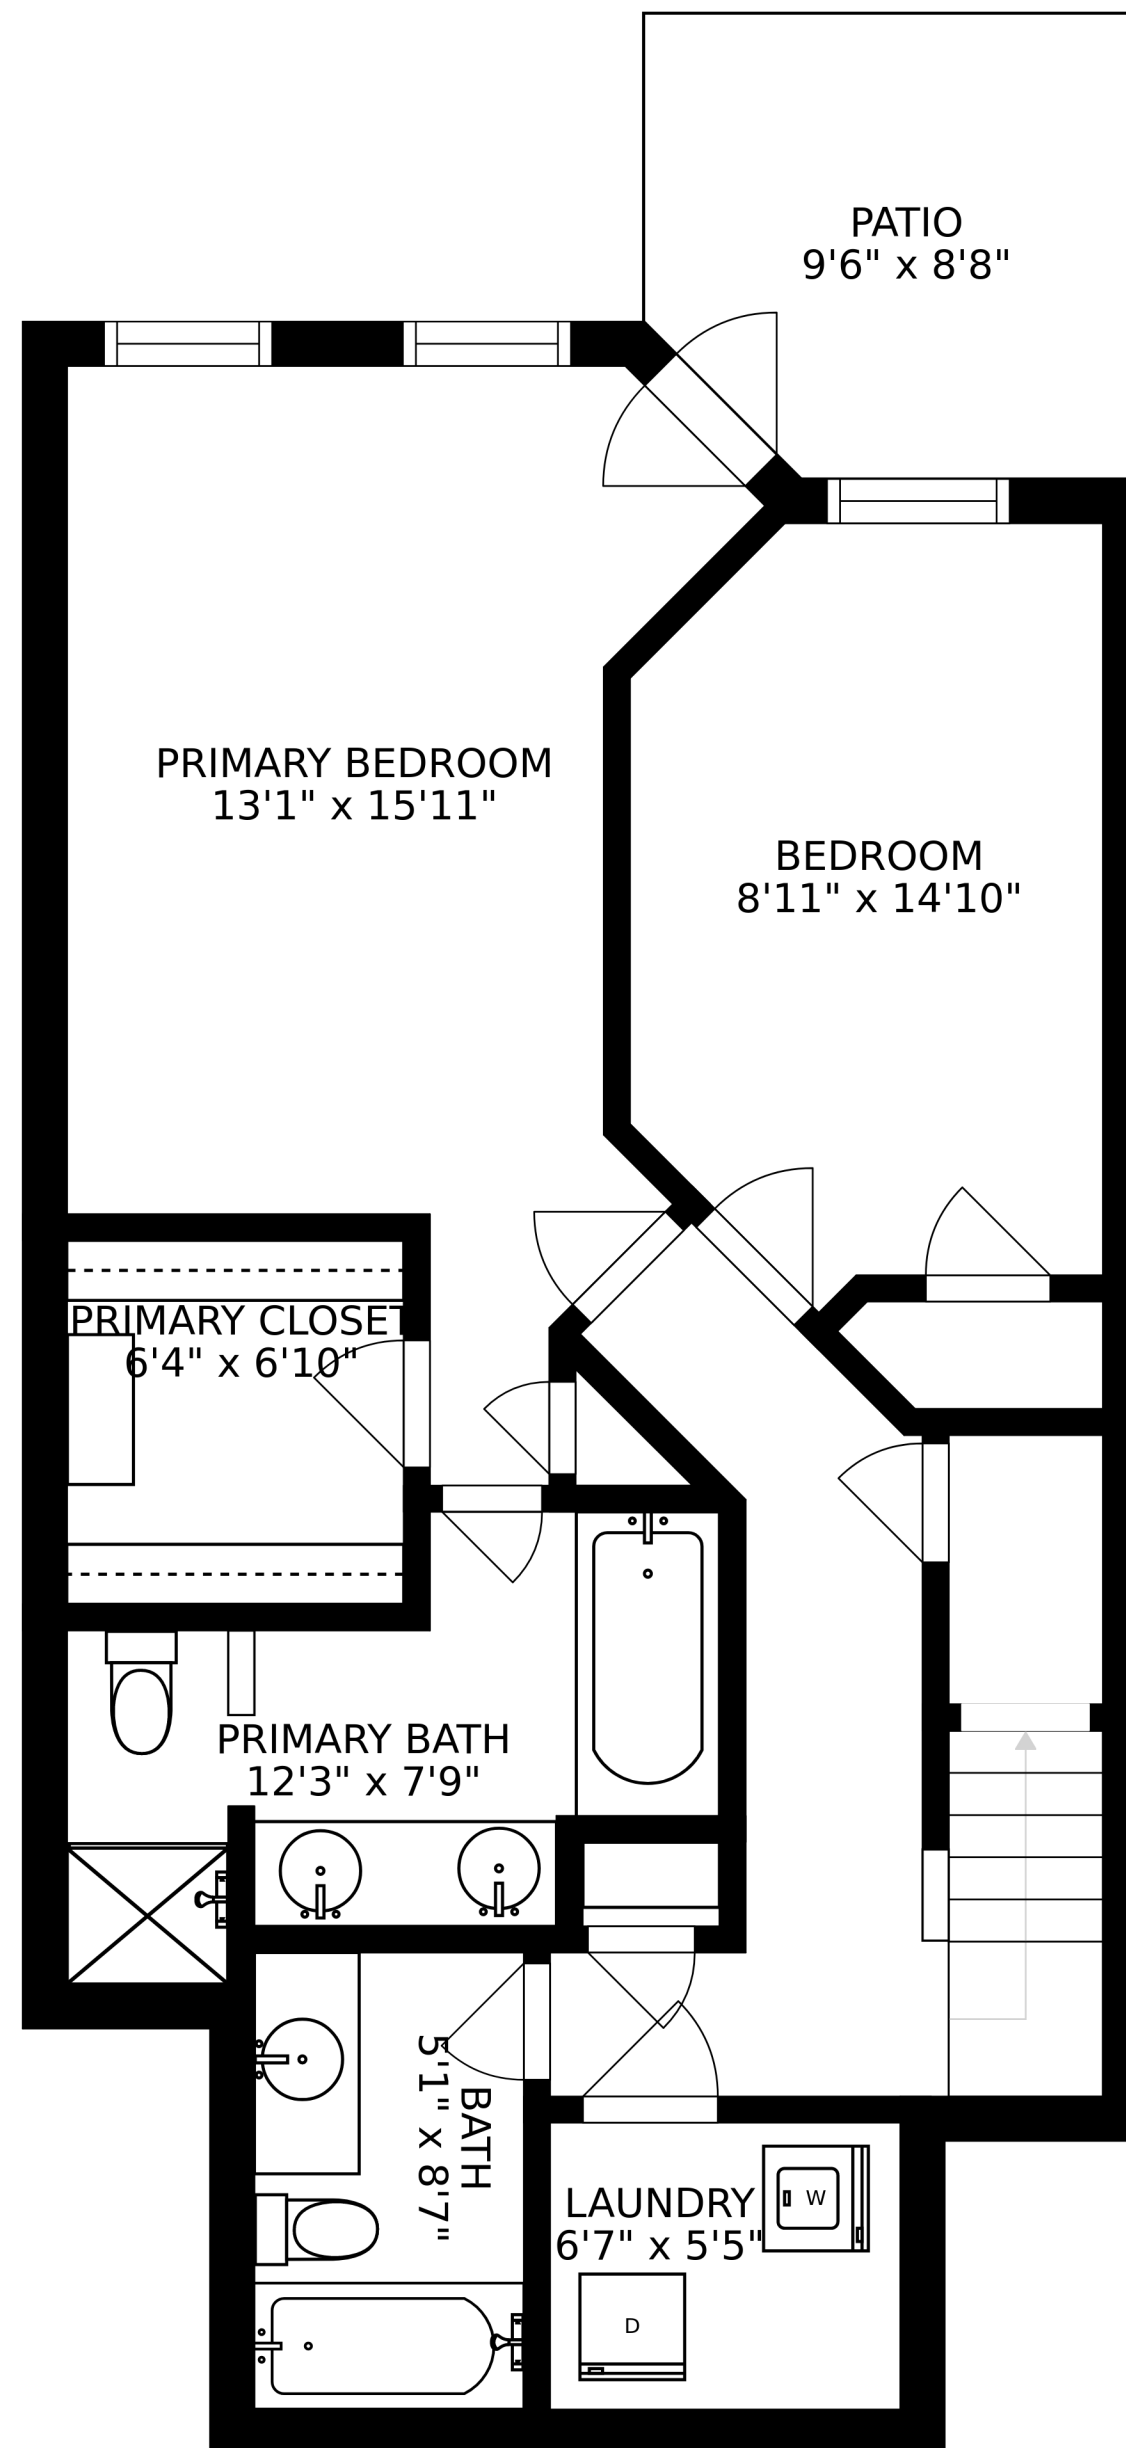 PATIO
9'6" x 8'8"
PRIMARY BEDROOM
13'1" x 15'11"
BEDROOM
8'11" x 14'10"
PRIMARY CLOSET
6'4" x 6'10"
PRIMARY BATH
12'3" x 7'9"
BATH
5'1" x 8'7"
LAUNDRY
6'7" x 5'5"
W
D